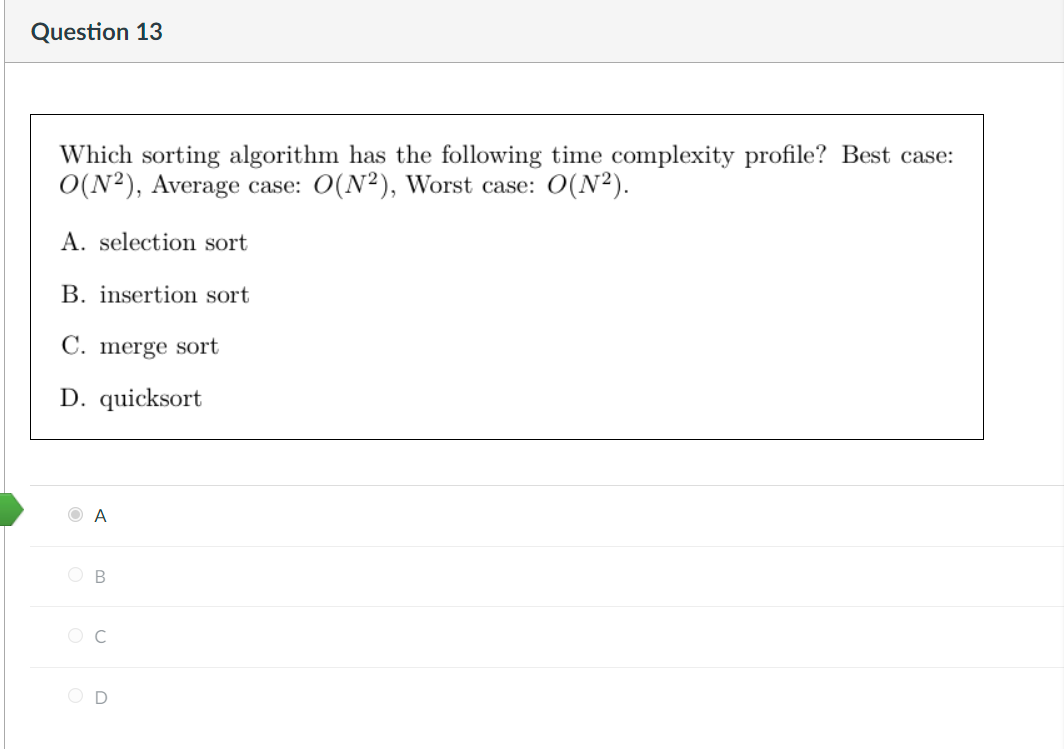 Question 13
Which sorting algorithm has the following time complexity profile? Best case:
O(N²), Average case: O(N²), Worst case: O(N²).
A. selection sort
B. insertion sort
C. merge sort
D. quicksort
A
B
C
D